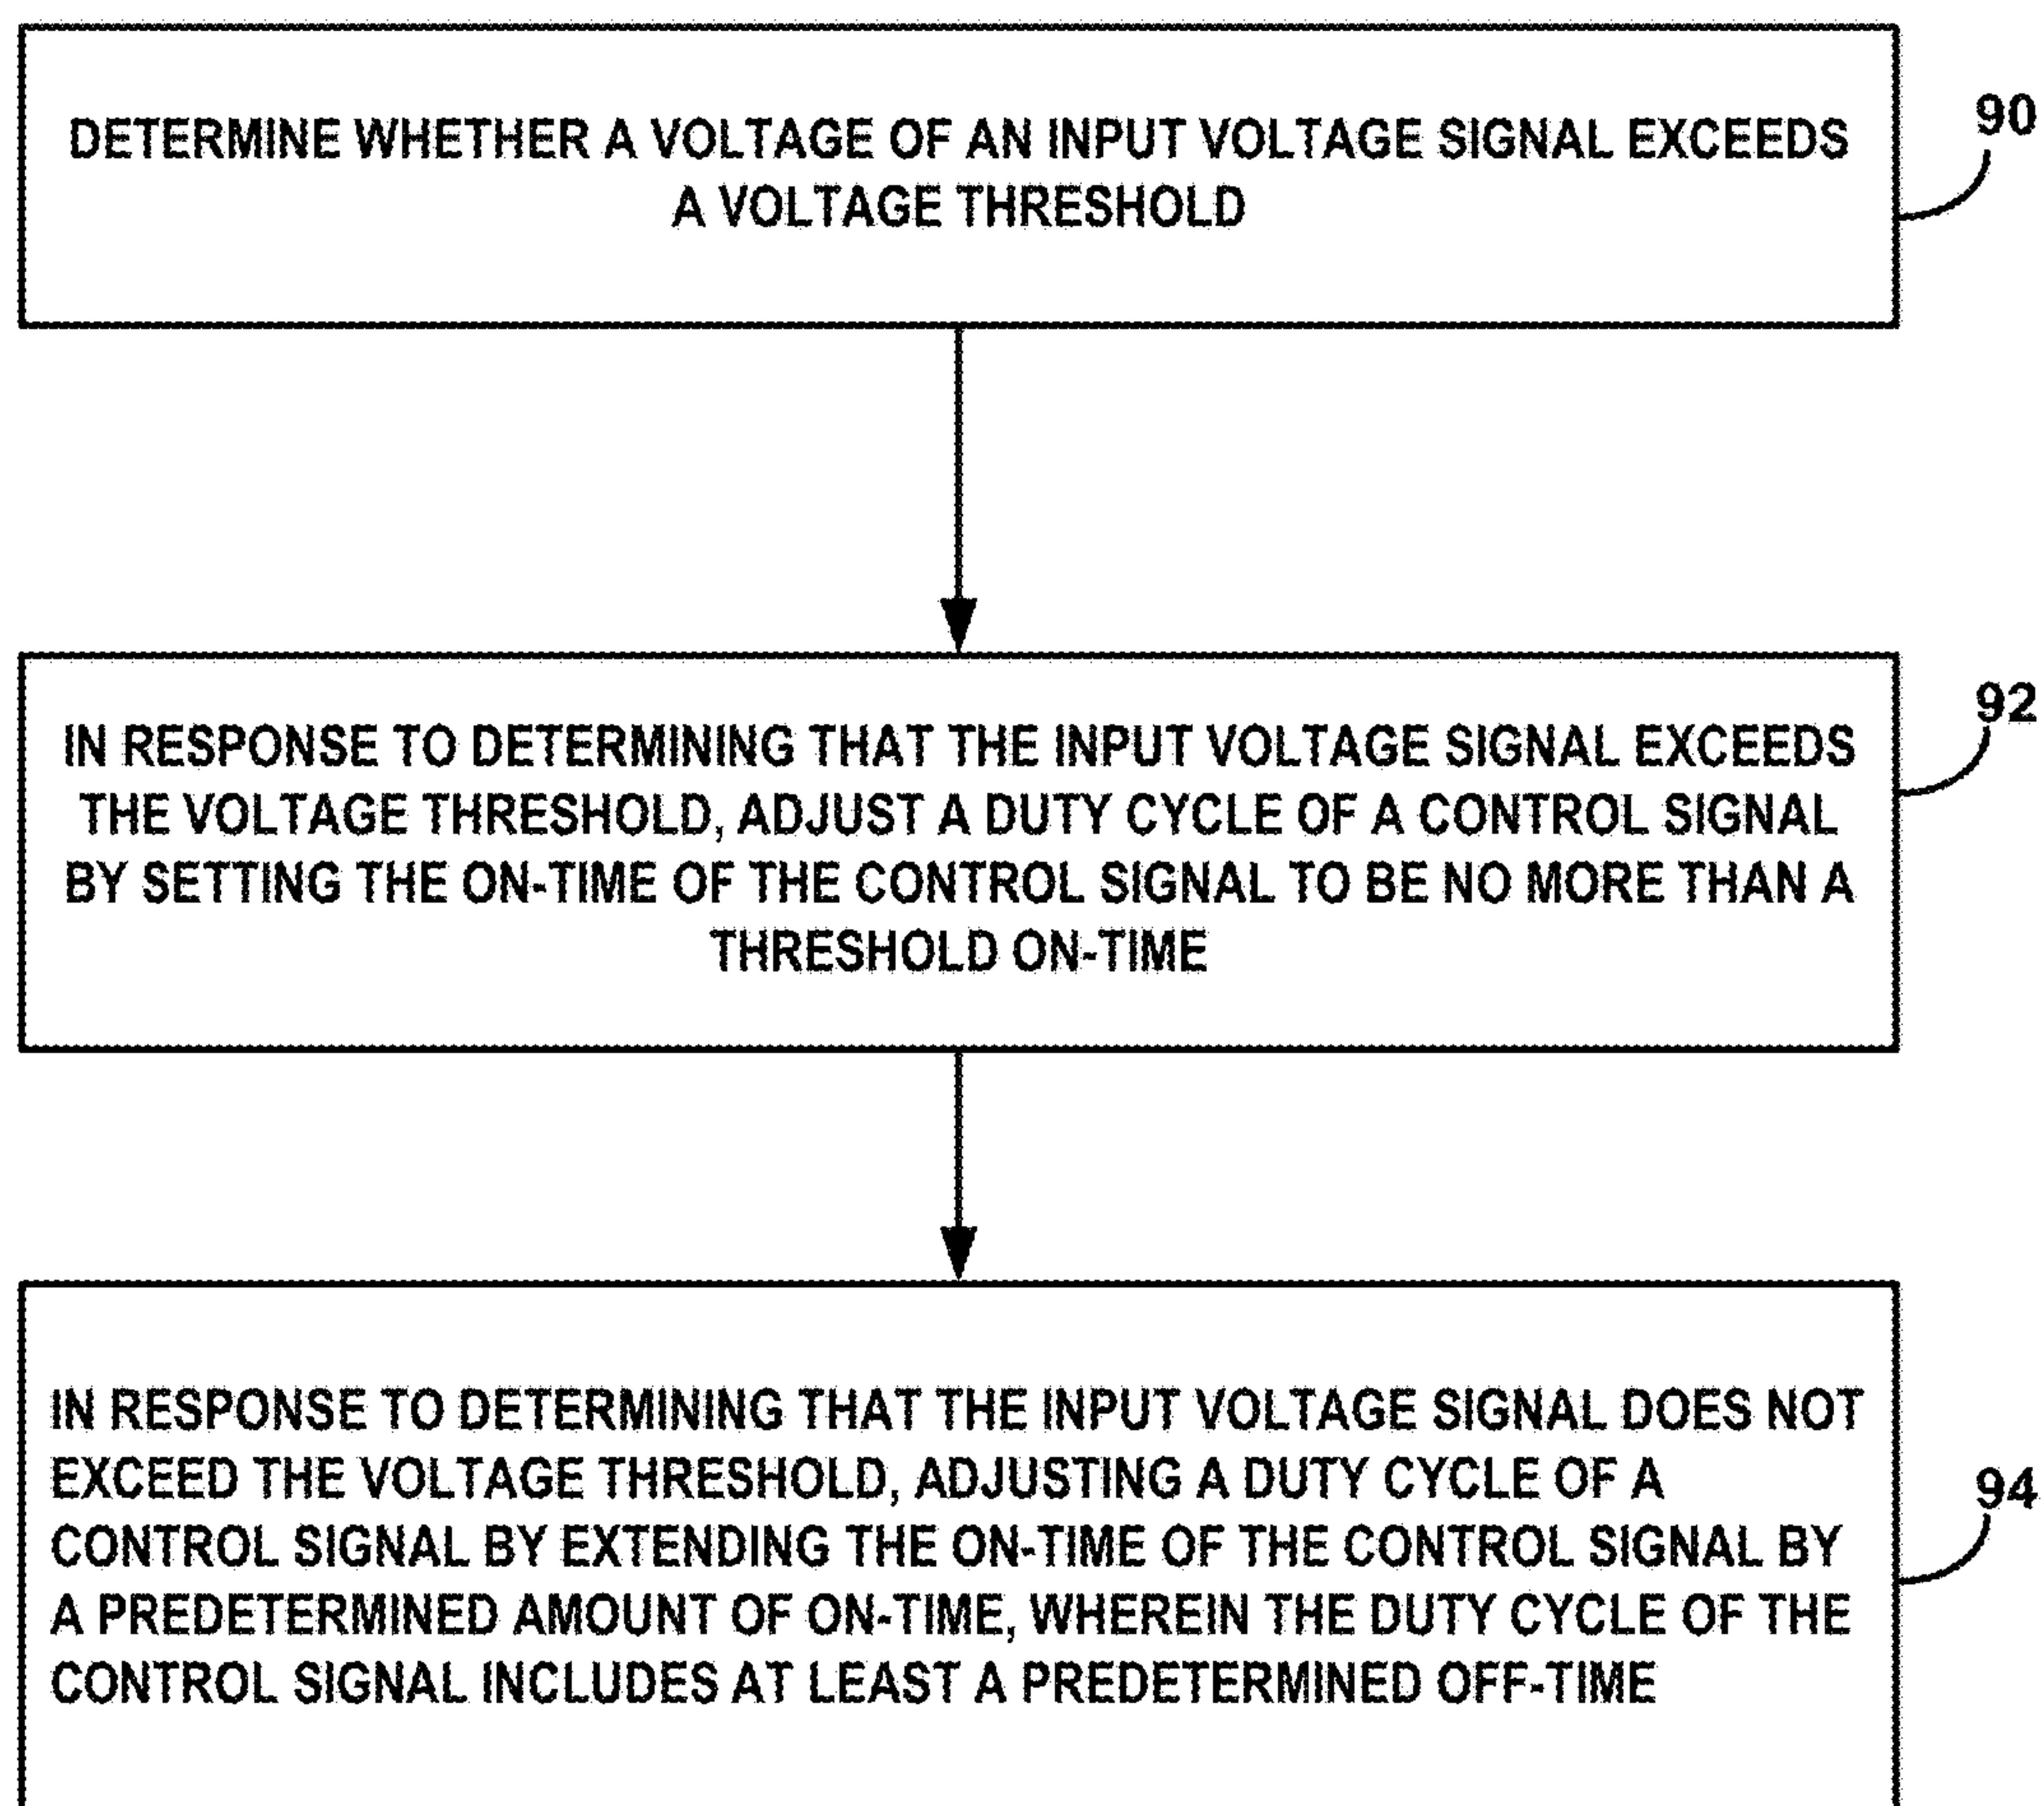 DETERMINE WHETHER A VOLTAGE OF AN INPUT VOLTAGE SIGNAL EXCEEDS
A VOLTAGE THRESHOLD
90
IN RESPONSE TO DETERMINING THAT THE INPUT VOLTAGE SIGNAL EXCEEDS
THE VOLTAGE THRESHOLD, ADJUST A DUTY CYCLE OF A CONTROL SIGNAL
BY SETTING THE ON-TIME OF THE CONTROL SIGNAL TO BE NO MORE THAN A
THRESHOLD ON-TIME
92
IN RESPONSE TO DETERMINING THAT THE INPUT VOLTAGE SIGNAL DOES NOT
EXCEED THE VOLTAGE THRESHOLD, ADJUSTING A DUTY CYCLE OF A
CONTROL SIGNAL BY EXTENDING THE ON-TIME OF THE CONTROL SIGNAL BY
A PREDETERMINED AMOUNT OF ON-TIME, WHEREIN THE DUTY CYCLE OF THE
CONTROL SIGNAL INCLUDES AT LEAST A PREDETERMINED OFF-TIME
94